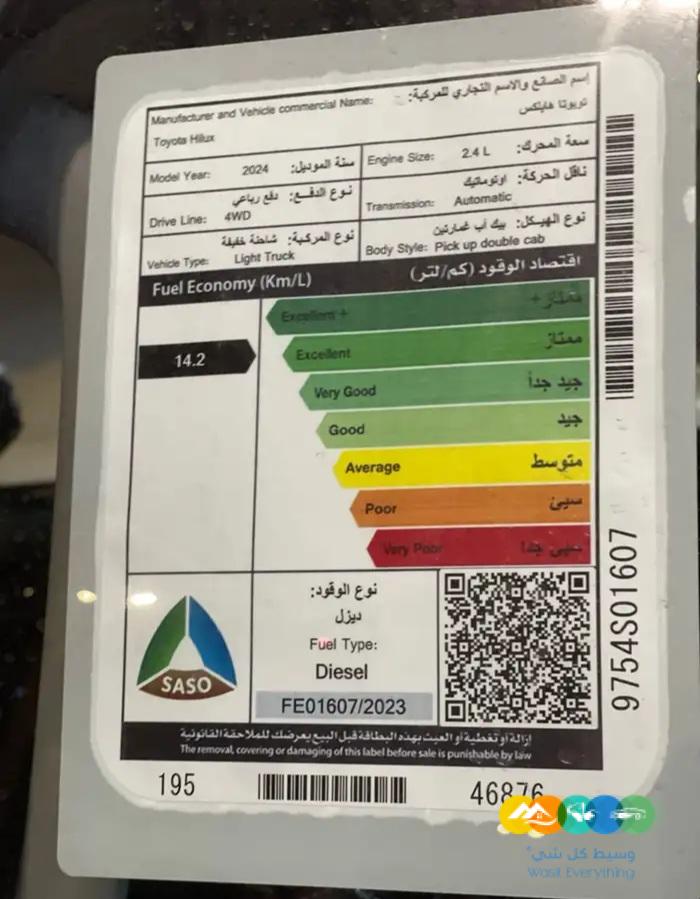 إسم الصانع والاسم التجاري للمركبة:
Manufacturer and Vehicle commercial Name:
تويوتا هايلكس
Toyota Hilux
Model Year: 2024 سنة الموديل:
Engine Size: 2.4 L سعة المحرك:
نوع الدفع: دفع رباعي
Drive Line: 4WD
ناقل الحركة: اوتوماتيك
Transmission: Automatic
نوع المركبة: شاحنة خفيفة
Vehicle Type: Light Truck
نوع الهيكل: بيك أب غمارتين
Body Style: Pick up double cab
Fuel Economy (Km/L) اقتصاد الوقود (كم/لتر)
Excellent + ممتاز +
14.2
Excellent ممتاز
Very Good جيد جداً
Good جيد
Average متوسط
Poor سيئ
Very Poor سيئ جدا
نوع الوقود:
ديزل
Fuel Type:
Diesel
FE01607/2023
SASO
9754S01607
إزالة أو تغطية أو العبث بهذه البطاقة قبل البيع يعرضك للملاحقة القانونية
The removal, covering or damaging of this label before sale is punishable by law
195
46876
وسيط كل شيء
Wasit Everything